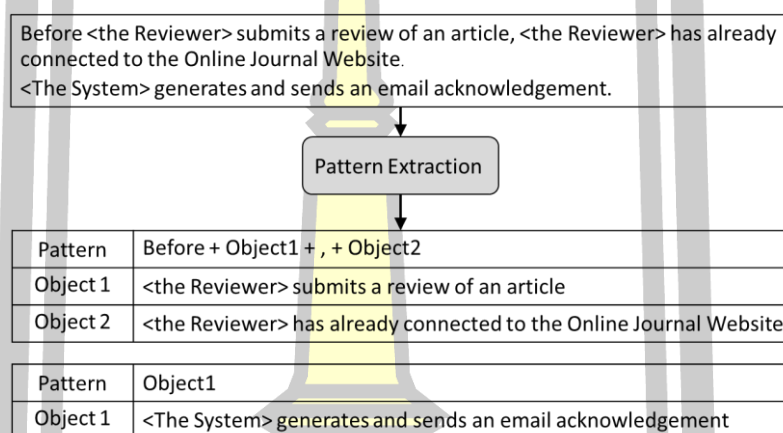 Before <the Reviewer> submits a review of an article, <the Reviewer> has already
connected to the Online Journal Website.
<The System> generates and sends an email acknowledgement.
Pattern Extraction
Pattern Before + Object1 + , + Object2
Object 1 <the Reviewer> submits a review of an article
Object 2 <the Reviewer> has already connected to the Online Journal Website
Pattern Object1
Object 1 <The System> generates and sends an email acknowledgement